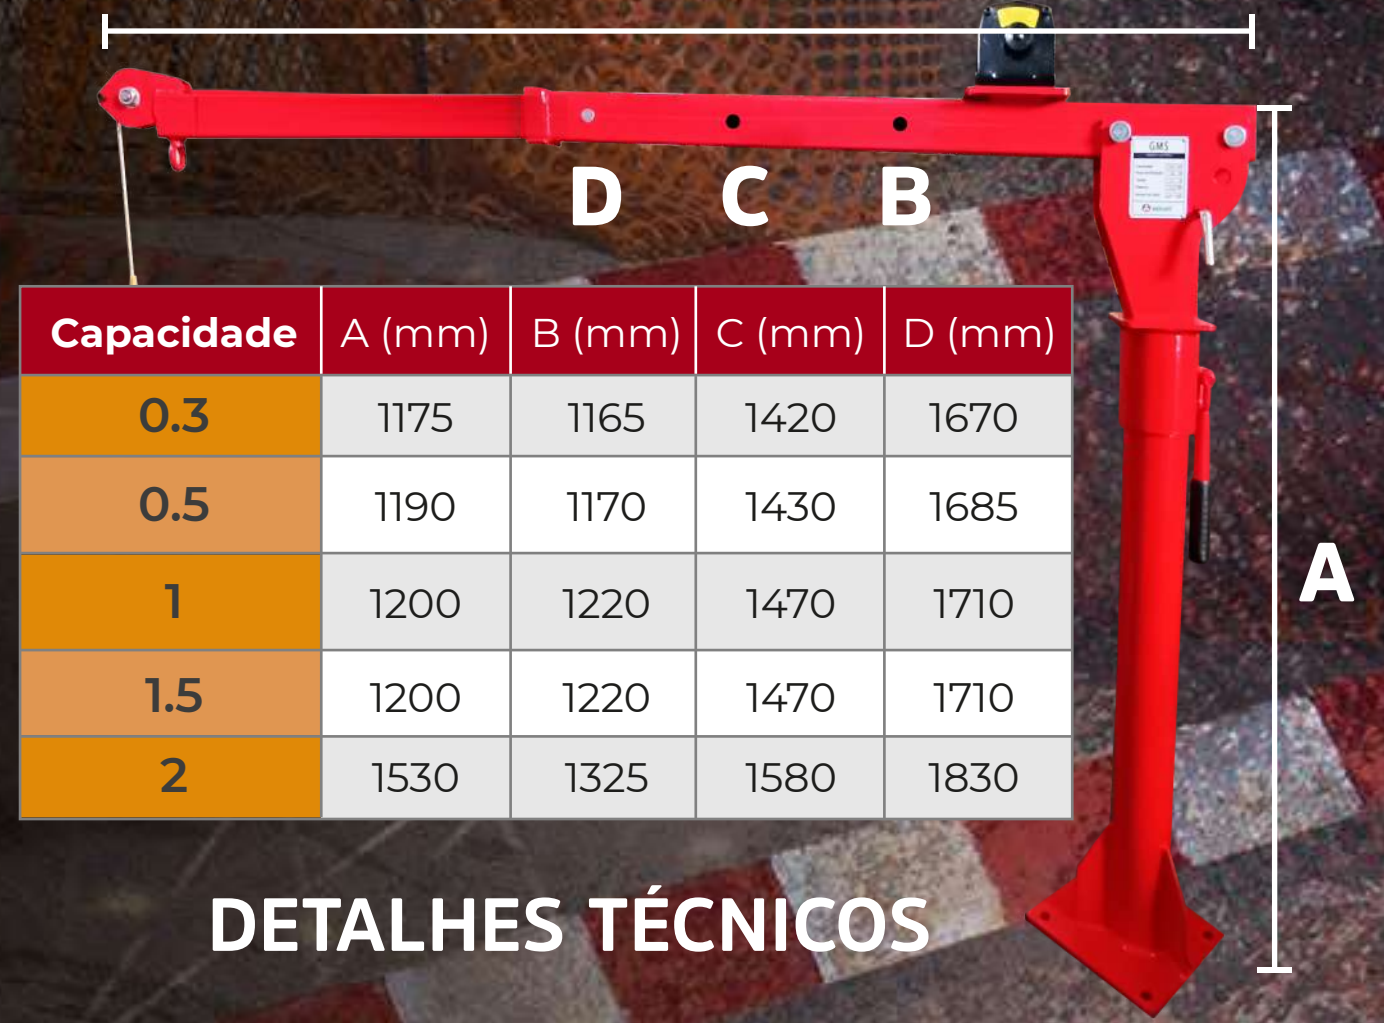 GMS
D C B
Capacidade A (mm) B (mm) C (mm) D (mm)
0.3 1175 1165 1420 1670
0.5 1190 1170 1430 1685
1 1200 1220 1470 1710
1.5 1200 1220 1470 1710
2 1530 1325 1580 1830
A
DETALHES TÉCNICOS